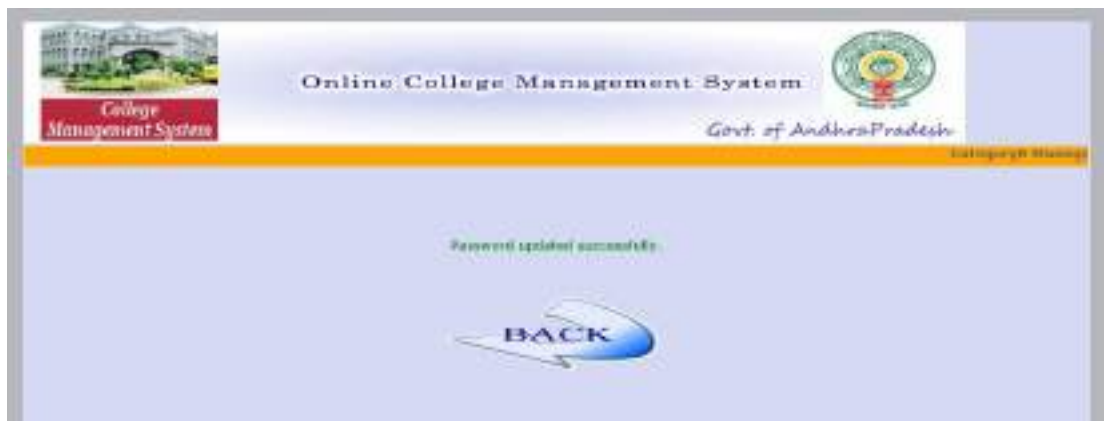 Online College Management System
College
Management System
Govt. of AndhraPradesh
Password updated successfully.
BACK